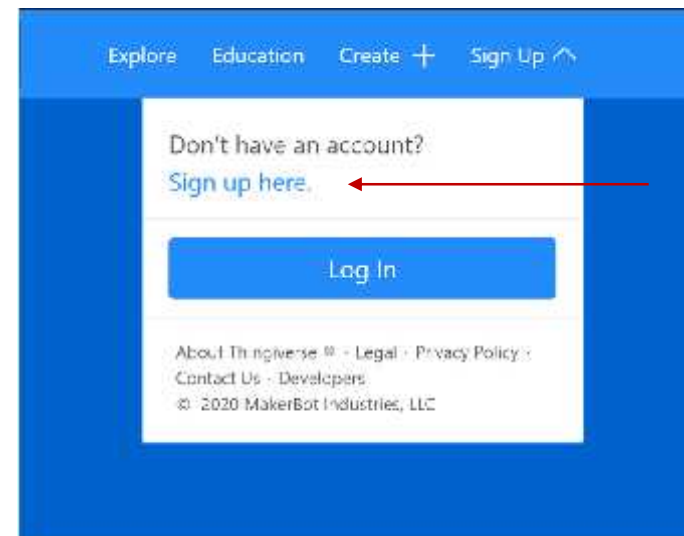 Explore Education Create + Sign Up
Don't have an account?
Sign up here.
Log In
About Thingiverse ® · Legal · Privacy Policy ·
Contact Us · Developers
© 2020 MakerBot Industries, LLC